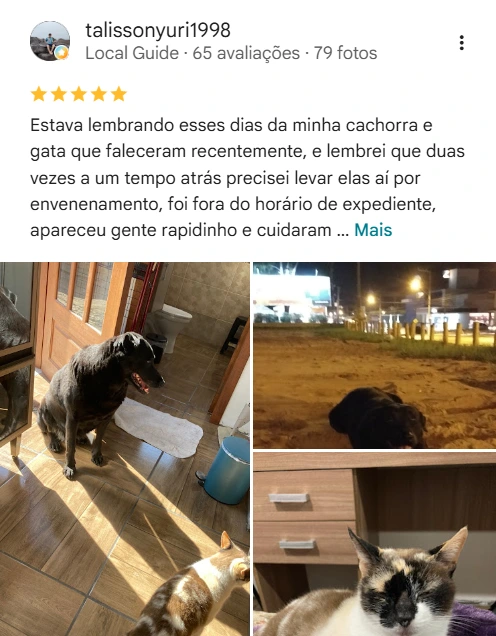 talissonyuri1998
Local Guide · 65 avaliações · 79 fotos
Estava lembrando esses dias da minha cachorra e
gata que faleceram recentemente, e lembrei que duas
vezes a um tempo atrás precisei levar elas aí por
envenenamento, foi fora do horário de expediente,
apareceu gente rapidinho e cuidaram ... Mais